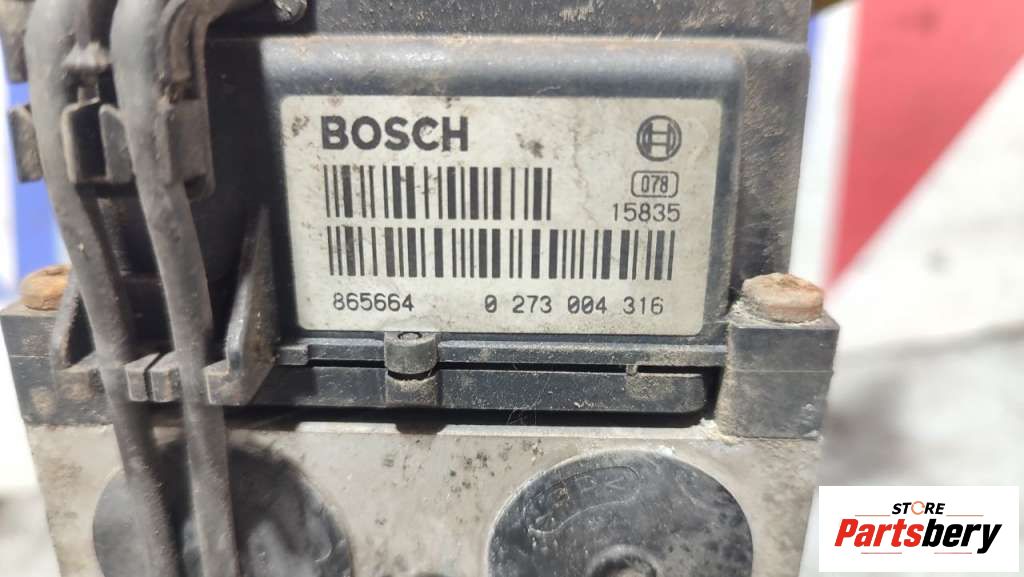 BOSCH
078
15835
865664 0 273 004 316
STORE
Partsbery